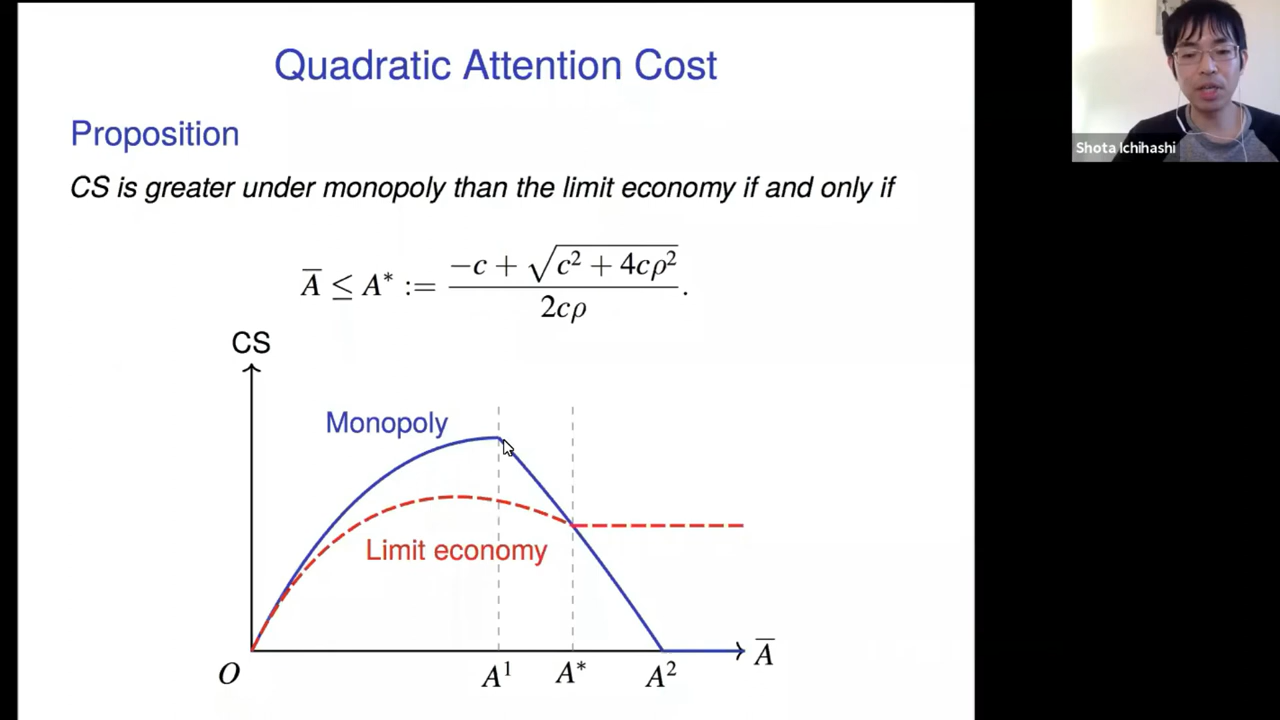 Quadratic Attention Cost
Proposition
CS is greater under monopoly than the limit economy if and only if
A̅ ≤ A* := (−c + √(c² + 4cρ²)) / (2cρ).
CS
Monopoly
Limit economy
O
A¹
A*
A²
A̅
Shota Ichihashi